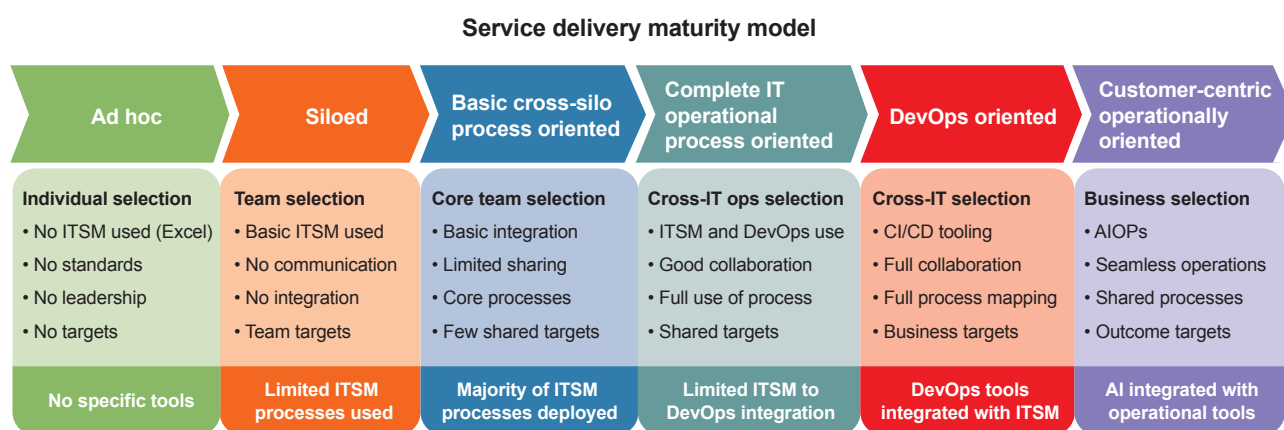 Service delivery maturity model
Ad hoc
Siloed
Basic cross-silo
process oriented
Complete IT
operational
process oriented
DevOps oriented
Customer-centric
operationally
oriented
Individual selection
• No ITSM used (Excel)
• No standards
• No leadership
• No targets
Team selection
• Basic ITSM used
• No communication
• No integration
• Team targets
Core team selection
• Basic integration
• Limited sharing
• Core processes
• Few shared targets
Cross-IT ops selection
• ITSM and DevOps use
• Good collaboration
• Full use of process
• Shared targets
Cross-IT selection
• CI/CD tooling
• Full collaboration
• Full process mapping
• Business targets
Business selection
• AIOPs
• Seamless operations
• Shared processes
• Outcome targets
No specific tools
Limited ITSM
processes used
Majority of ITSM
processes deployed
Limited ITSM to
DevOps integration
DevOps tools
integrated with ITSM
AI integrated with
operational tools